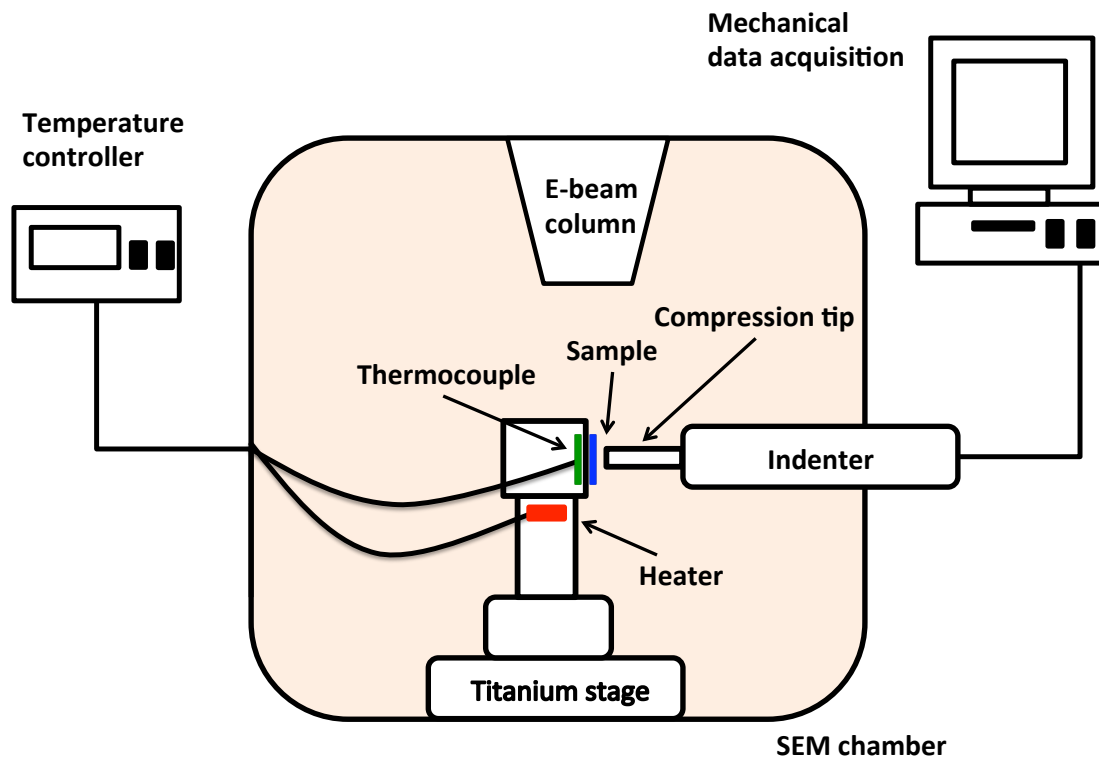 Mechanical
data acquisition
Temperature
controller
E-beam
column
Compression tip
Sample
Thermocouple
Indenter
Heater
Titanium stage
SEM chamber